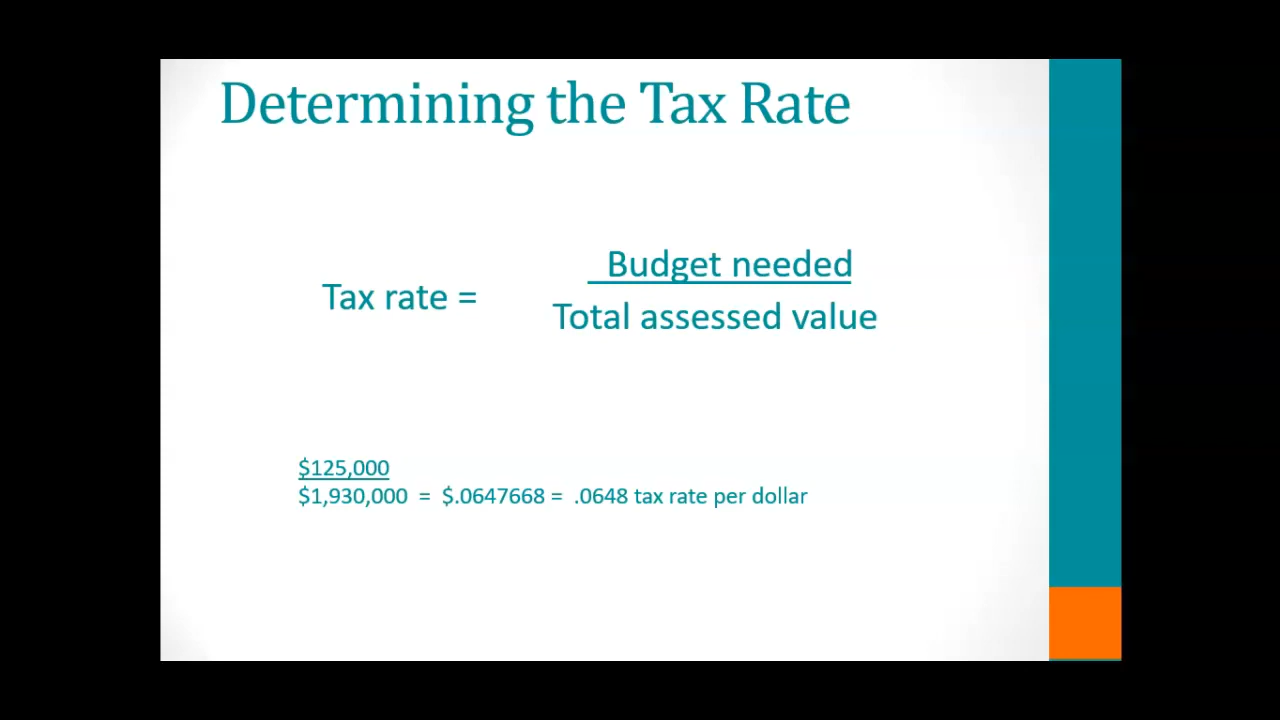 Determining the Tax Rate
Budget needed
Tax rate =
Total assessed value
$125,000
$1,930,000 = $.0647668 = .0648 tax rate per dollar